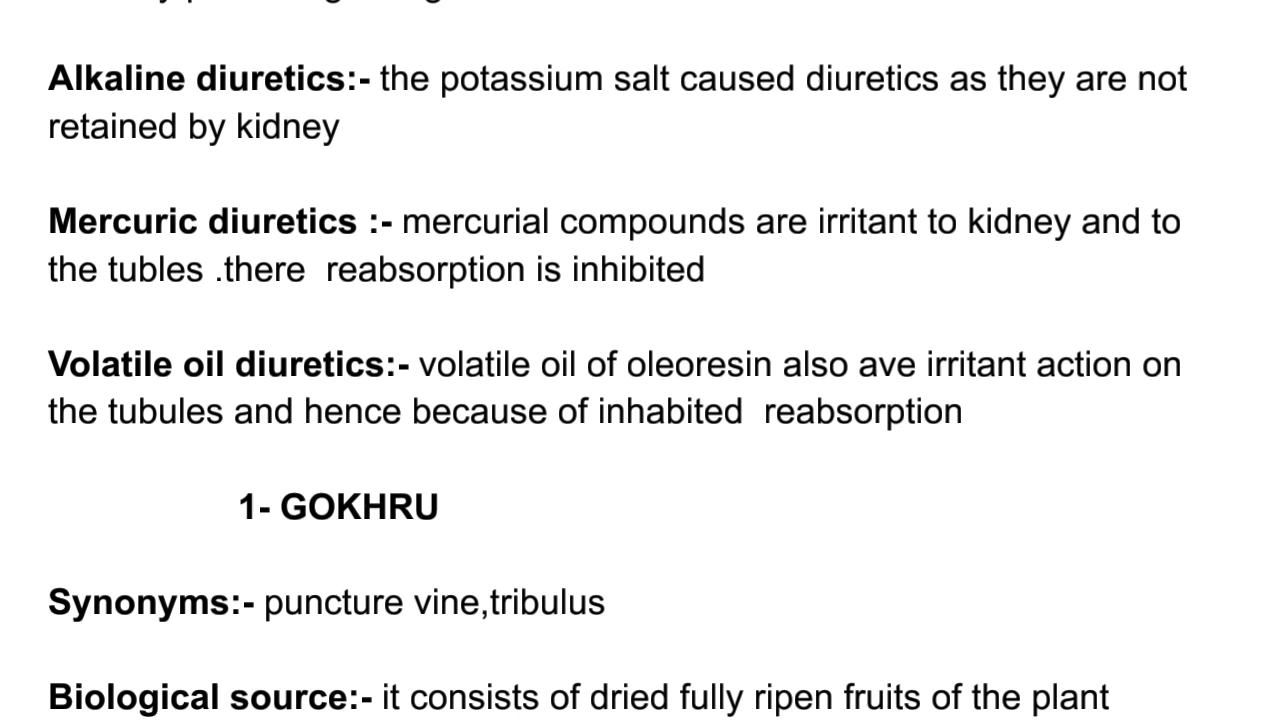 Alkaline diuretics:- the potassium salt caused diuretics as they are not
retained by kidney
Mercuric diuretics :- mercurial compounds are irritant to kidney and to
the tubles .there  reabsorption is inhibited
Volatile oil diuretics:- volatile oil of oleoresin also ave irritant action on
the tubules and hence because of inhabited  reabsorption
1- GOKHRU
Synonyms:- puncture vine,tribulus
Biological source:- it consists of dried fully ripen fruits of the plant